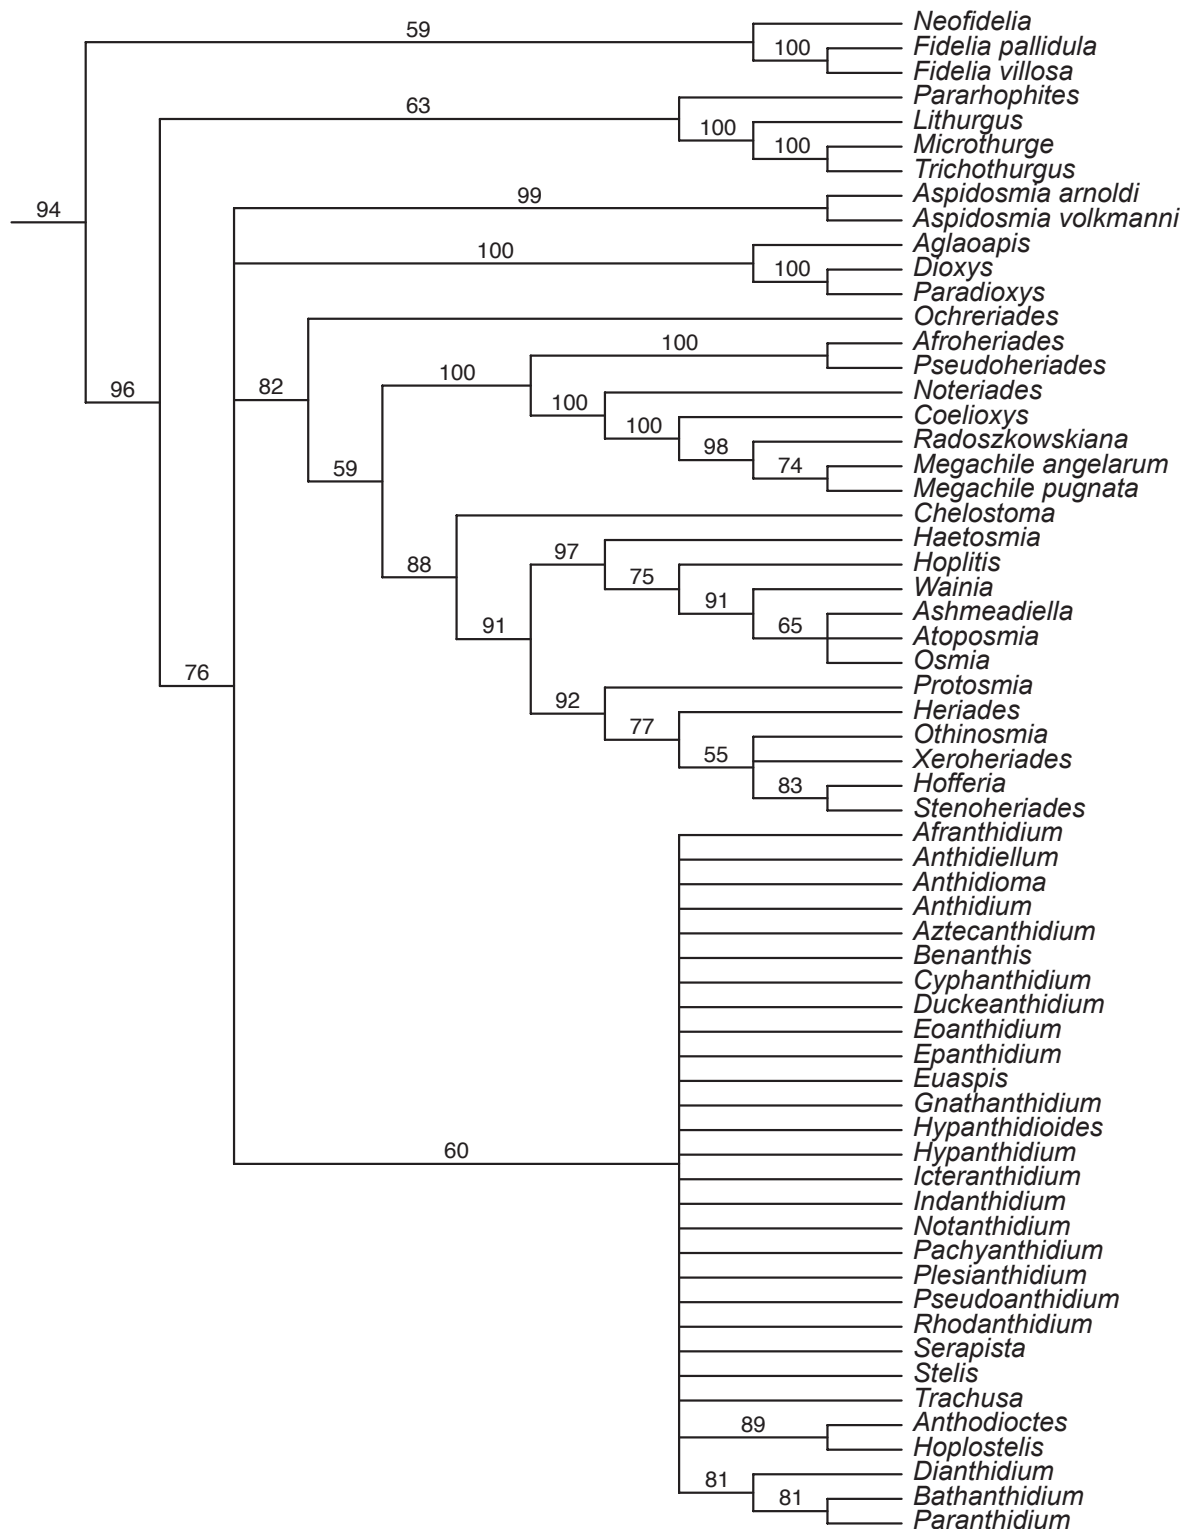 59
Neofidelia
100
Fidelia pallidula
Fidelia villosa
63
Pararhophites
100
Lithurgus
100
Microthurge
Trichothurgus
94
99
Aspidosmia arnoldi
Aspidosmia volkmanni
100
Aglaoapis
100
Dioxys
Paradioxys
Ochreriades
100
Afroheriades
Pseudoheriades
96
82
100
100
Noteriades
100
Coelioxys
98
Radoszkowskiana
59
74
Megachile angelarum
Megachile pugnata
Chelostoma
88
97
Haetosmia
75
Hoplitis
91
Wainia
91
65
Ashmeadiella
Atoposmia
Osmia
76
92
Protosmia
77
Heriades
55
Othinosmia
Xeroheriades
83
Hofferia
Stenoheriades
Afranthidium
Anthidiellum
Anthidioma
Anthidium
Aztecanthidium
Benanthis
Cyphanthidium
Duckeanthidium
Eoanthidium
Epanthidium
Euaspis
Gnathanthidium
Hypanthidioides
60
Hypanthidium
Icteranthidium
Indanthidium
Notanthidium
Pachyanthidium
Plesianthidium
Pseudoanthidium
Rhodanthidium
Serapista
Stelis
Trachusa
89
Anthodioctes
Hoplostelis
81
Dianthidium
81
Bathanthidium
Paranthidium